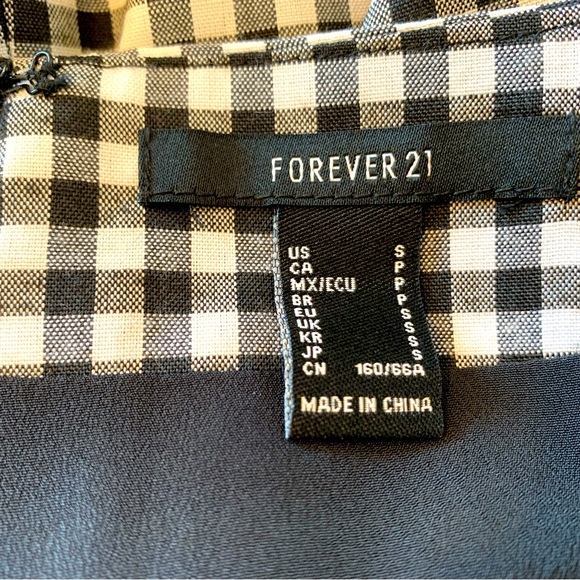 FOREVER 21
US S
CA P
MX/ECU P
BR P
EU S
UK S
KR S
JP S
CN 160/66A
MADE IN CHINA